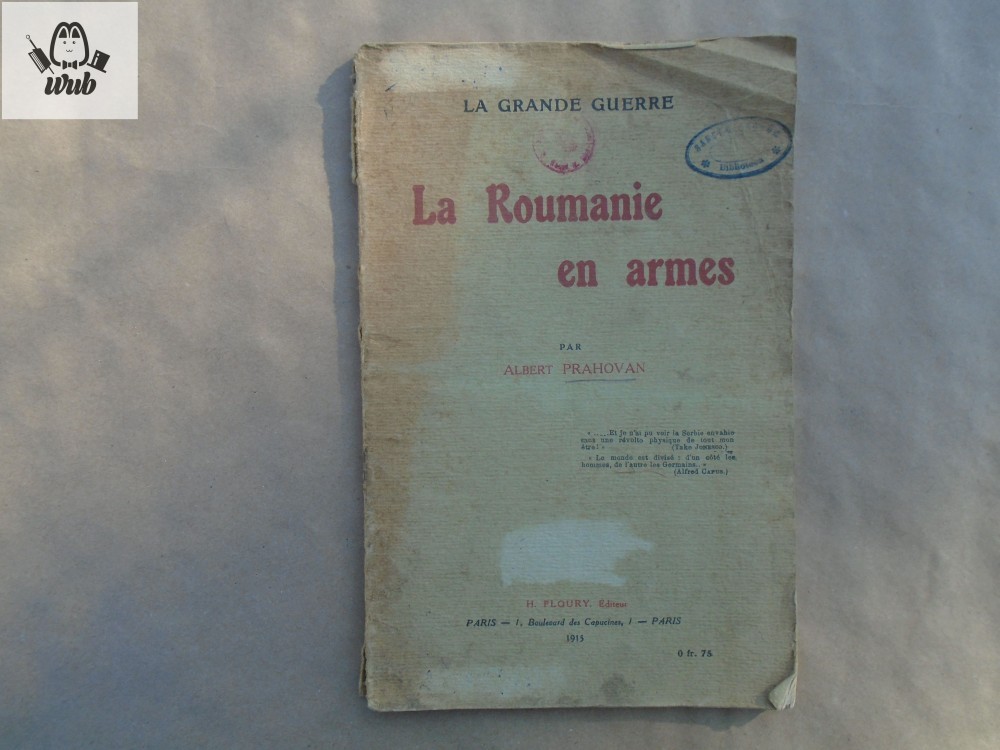 wub
LA GRANDE GUERRE
Biblioteca
La Roumanie
en armes
PAR
ALBERT PRAHOVAN
« .....Et je n'ai pu voir la Serbie envahie
sans une révolte physique de tout mon
être! » (Take JONESCO.)
« Le monde est divisé : d'un côté les
hommes, de l'autre les Germains.. »
(Alfred CAPUS.)
H. FLOURY, Éditeur
PARIS — 1, Boulevard des Capucines, 1 — PARIS
1915
0 fr. 75